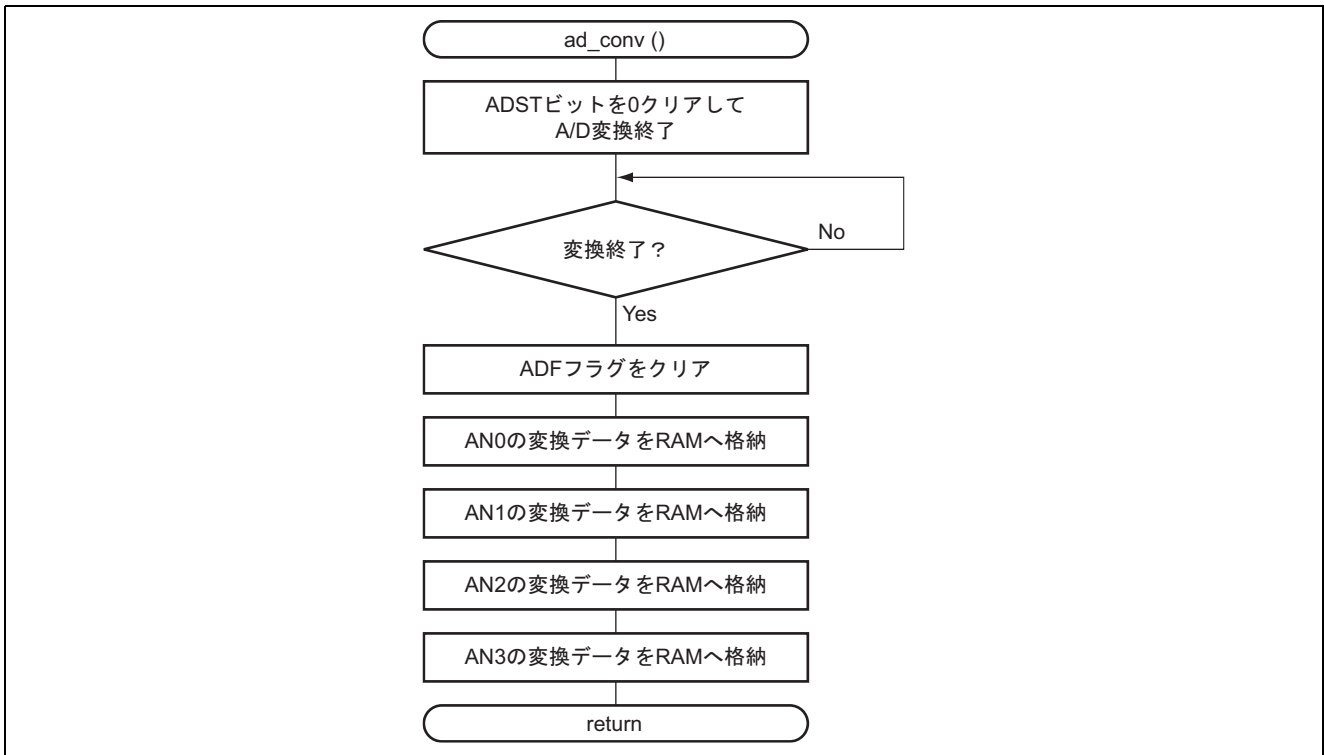 ad_conv ()
ADSTビットを0クリアして
A/D変換終了
変換終了？
No
Yes
ADFフラグをクリア
AN0の変換データをRAMへ格納
AN1の変換データをRAMへ格納
AN2の変換データをRAMへ格納
AN3の変換データをRAMへ格納
return